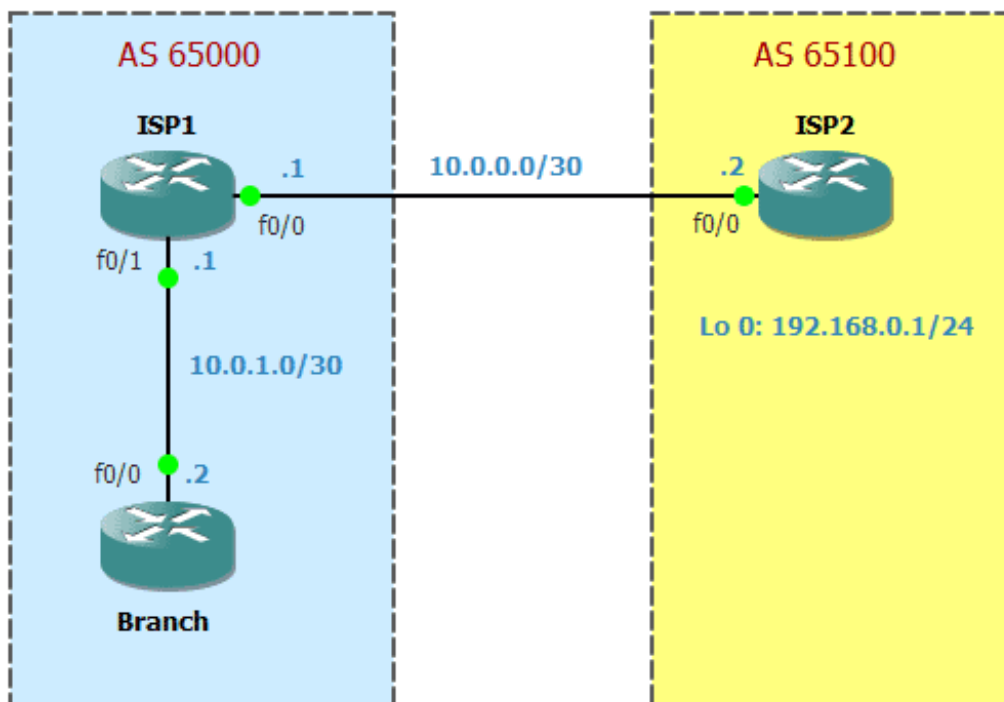 AS 65000
AS 65100
ISP1
ISP2
.1
10.0.0.0/30
.2
f0/0
f0/0
f0/1
.1
Lo 0: 192.168.0.1/24
10.0.1.0/30
f0/0
.2
Branch